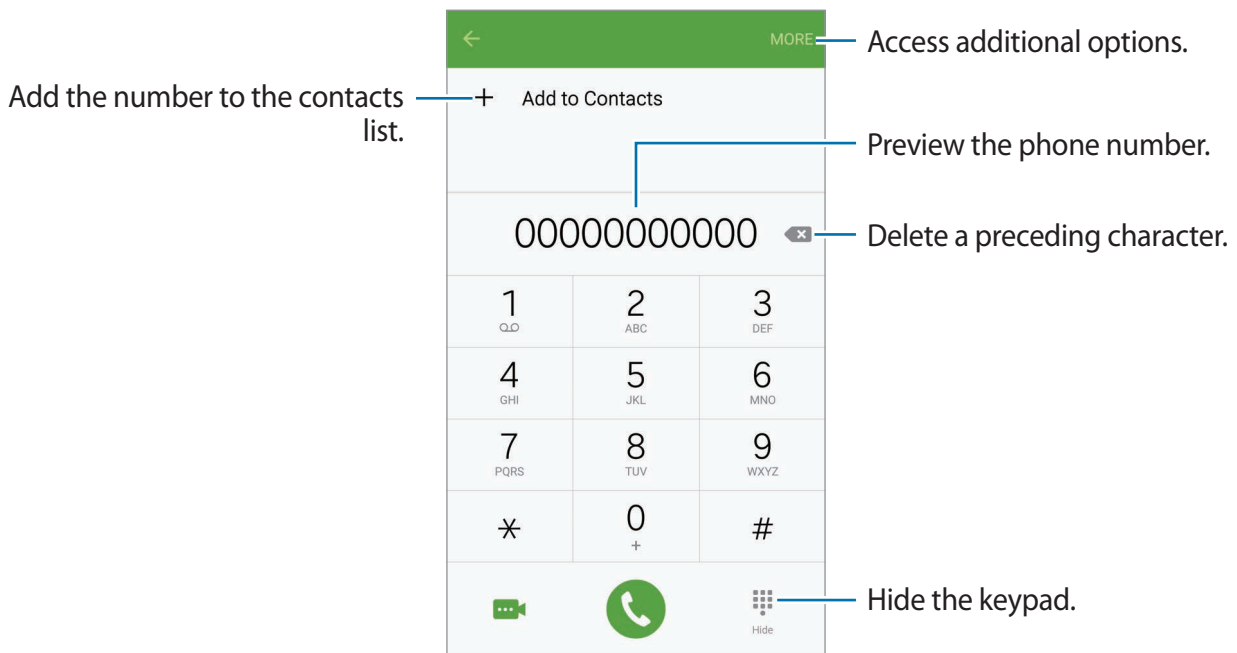 MORE
Access additional options.
Add the number to the contacts
list.
Add to Contacts
Preview the phone number.
00000000000
Delete a preceding character.
1 2 3
ABC DEF
4 5 6
GHI JKL MNO
7 8 9
PQRS TUV WXYZ
* 0 #
+
Hide the keypad.
Hide